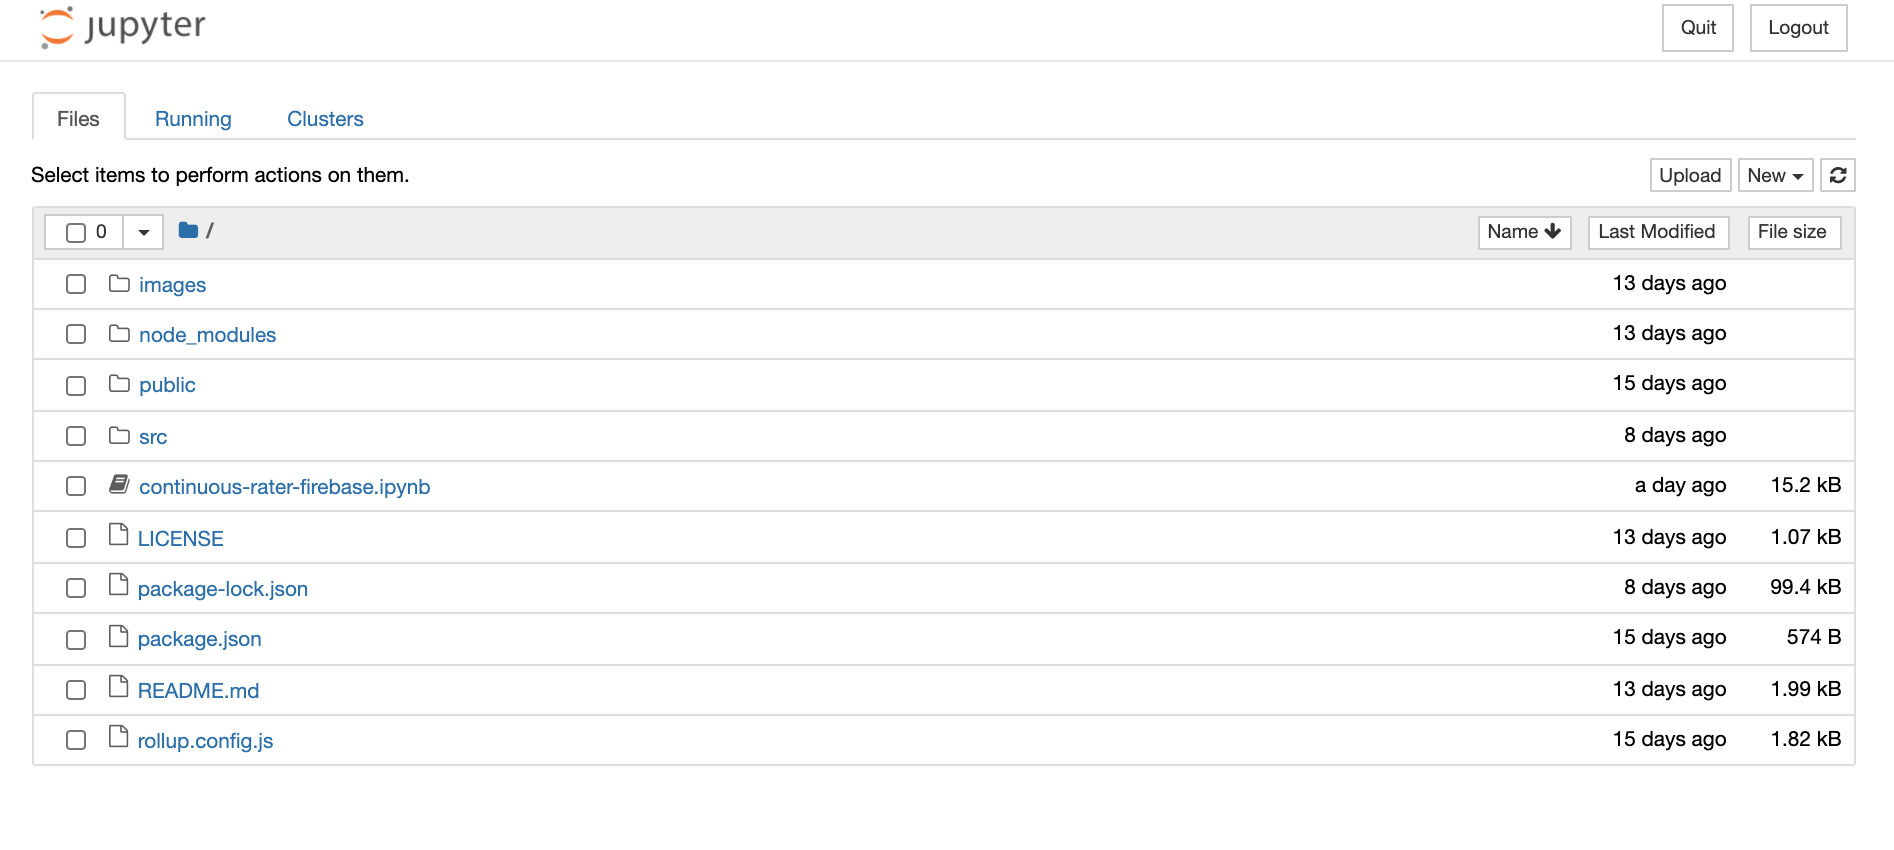 jupyter Quit Logout
Files Running Clusters
Select items to perform actions on them. Upload New
0 / Name Last Modified File size
images 13 days ago
node_modules 13 days ago
public 15 days ago
src 8 days ago
continuous-rater-firebase.ipynb a day ago 15.2 kB
LICENSE 13 days ago 1.07 kB
package-lock.json 8 days ago 99.4 kB
package.json 15 days ago 574 B
README.md 13 days ago 1.99 kB
rollup.config.js 15 days ago 1.82 kB